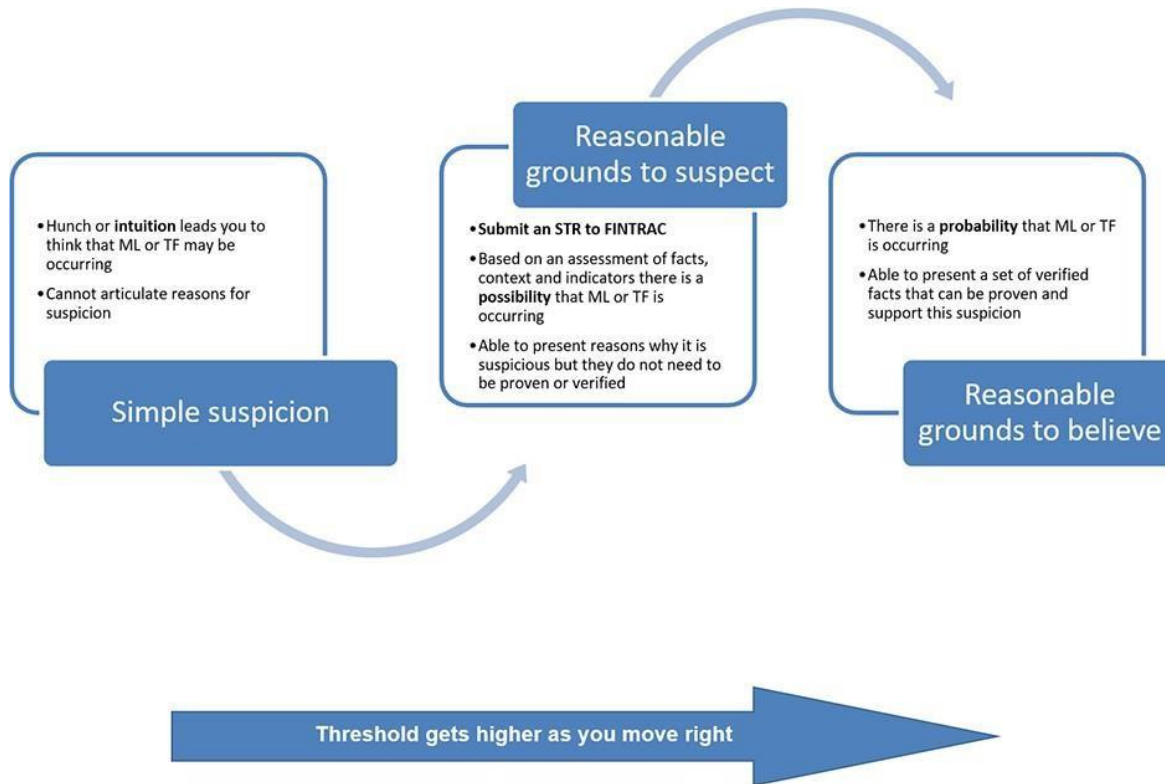 •Hunch or intuition leads you to
think that ML or TF may be
occurring
•Cannot articulate reasons for
suspicion
Simple suspicion
Reasonable
grounds to suspect
•Submit an STR to FINTRAC
•Based on an assessment of facts,
context and indicators there is a
possibility that ML or TF is
occurring
•Able to present reasons why it is
suspicious but they do not need to
be proven or verified
•There is a probability that ML or TF
is occurring
•Able to present a set of verified
facts that can be proven and
support this suspicion
Reasonable
grounds to believe
Threshold gets higher as you move right